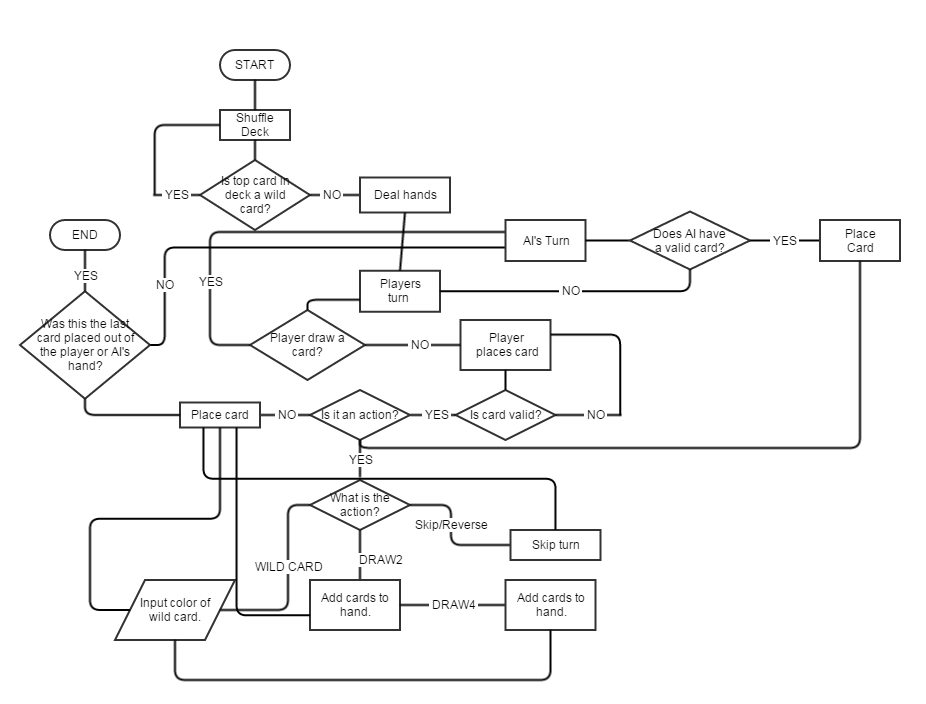 START
Shuffle
Deck
Is top card in
deck a wild
card?
YES
NO
Deal hands
END
AI's Turn
Does AI have
a valid card?
YES
Place
Card
YES
NO
YES
Players
turn
NO
Was this the last
card placed out of
the player or AI's
hand?
Player draw a
card?
NO
Player
places card
Place card
NO
Is it an action?
YES
Is card valid?
NO
YES
What is the
action?
Skip/Reverse
Skip turn
WILD CARD
DRAW2
Input color of
wild card.
Add cards to
hand.
DRAW4
Add cards to
hand.